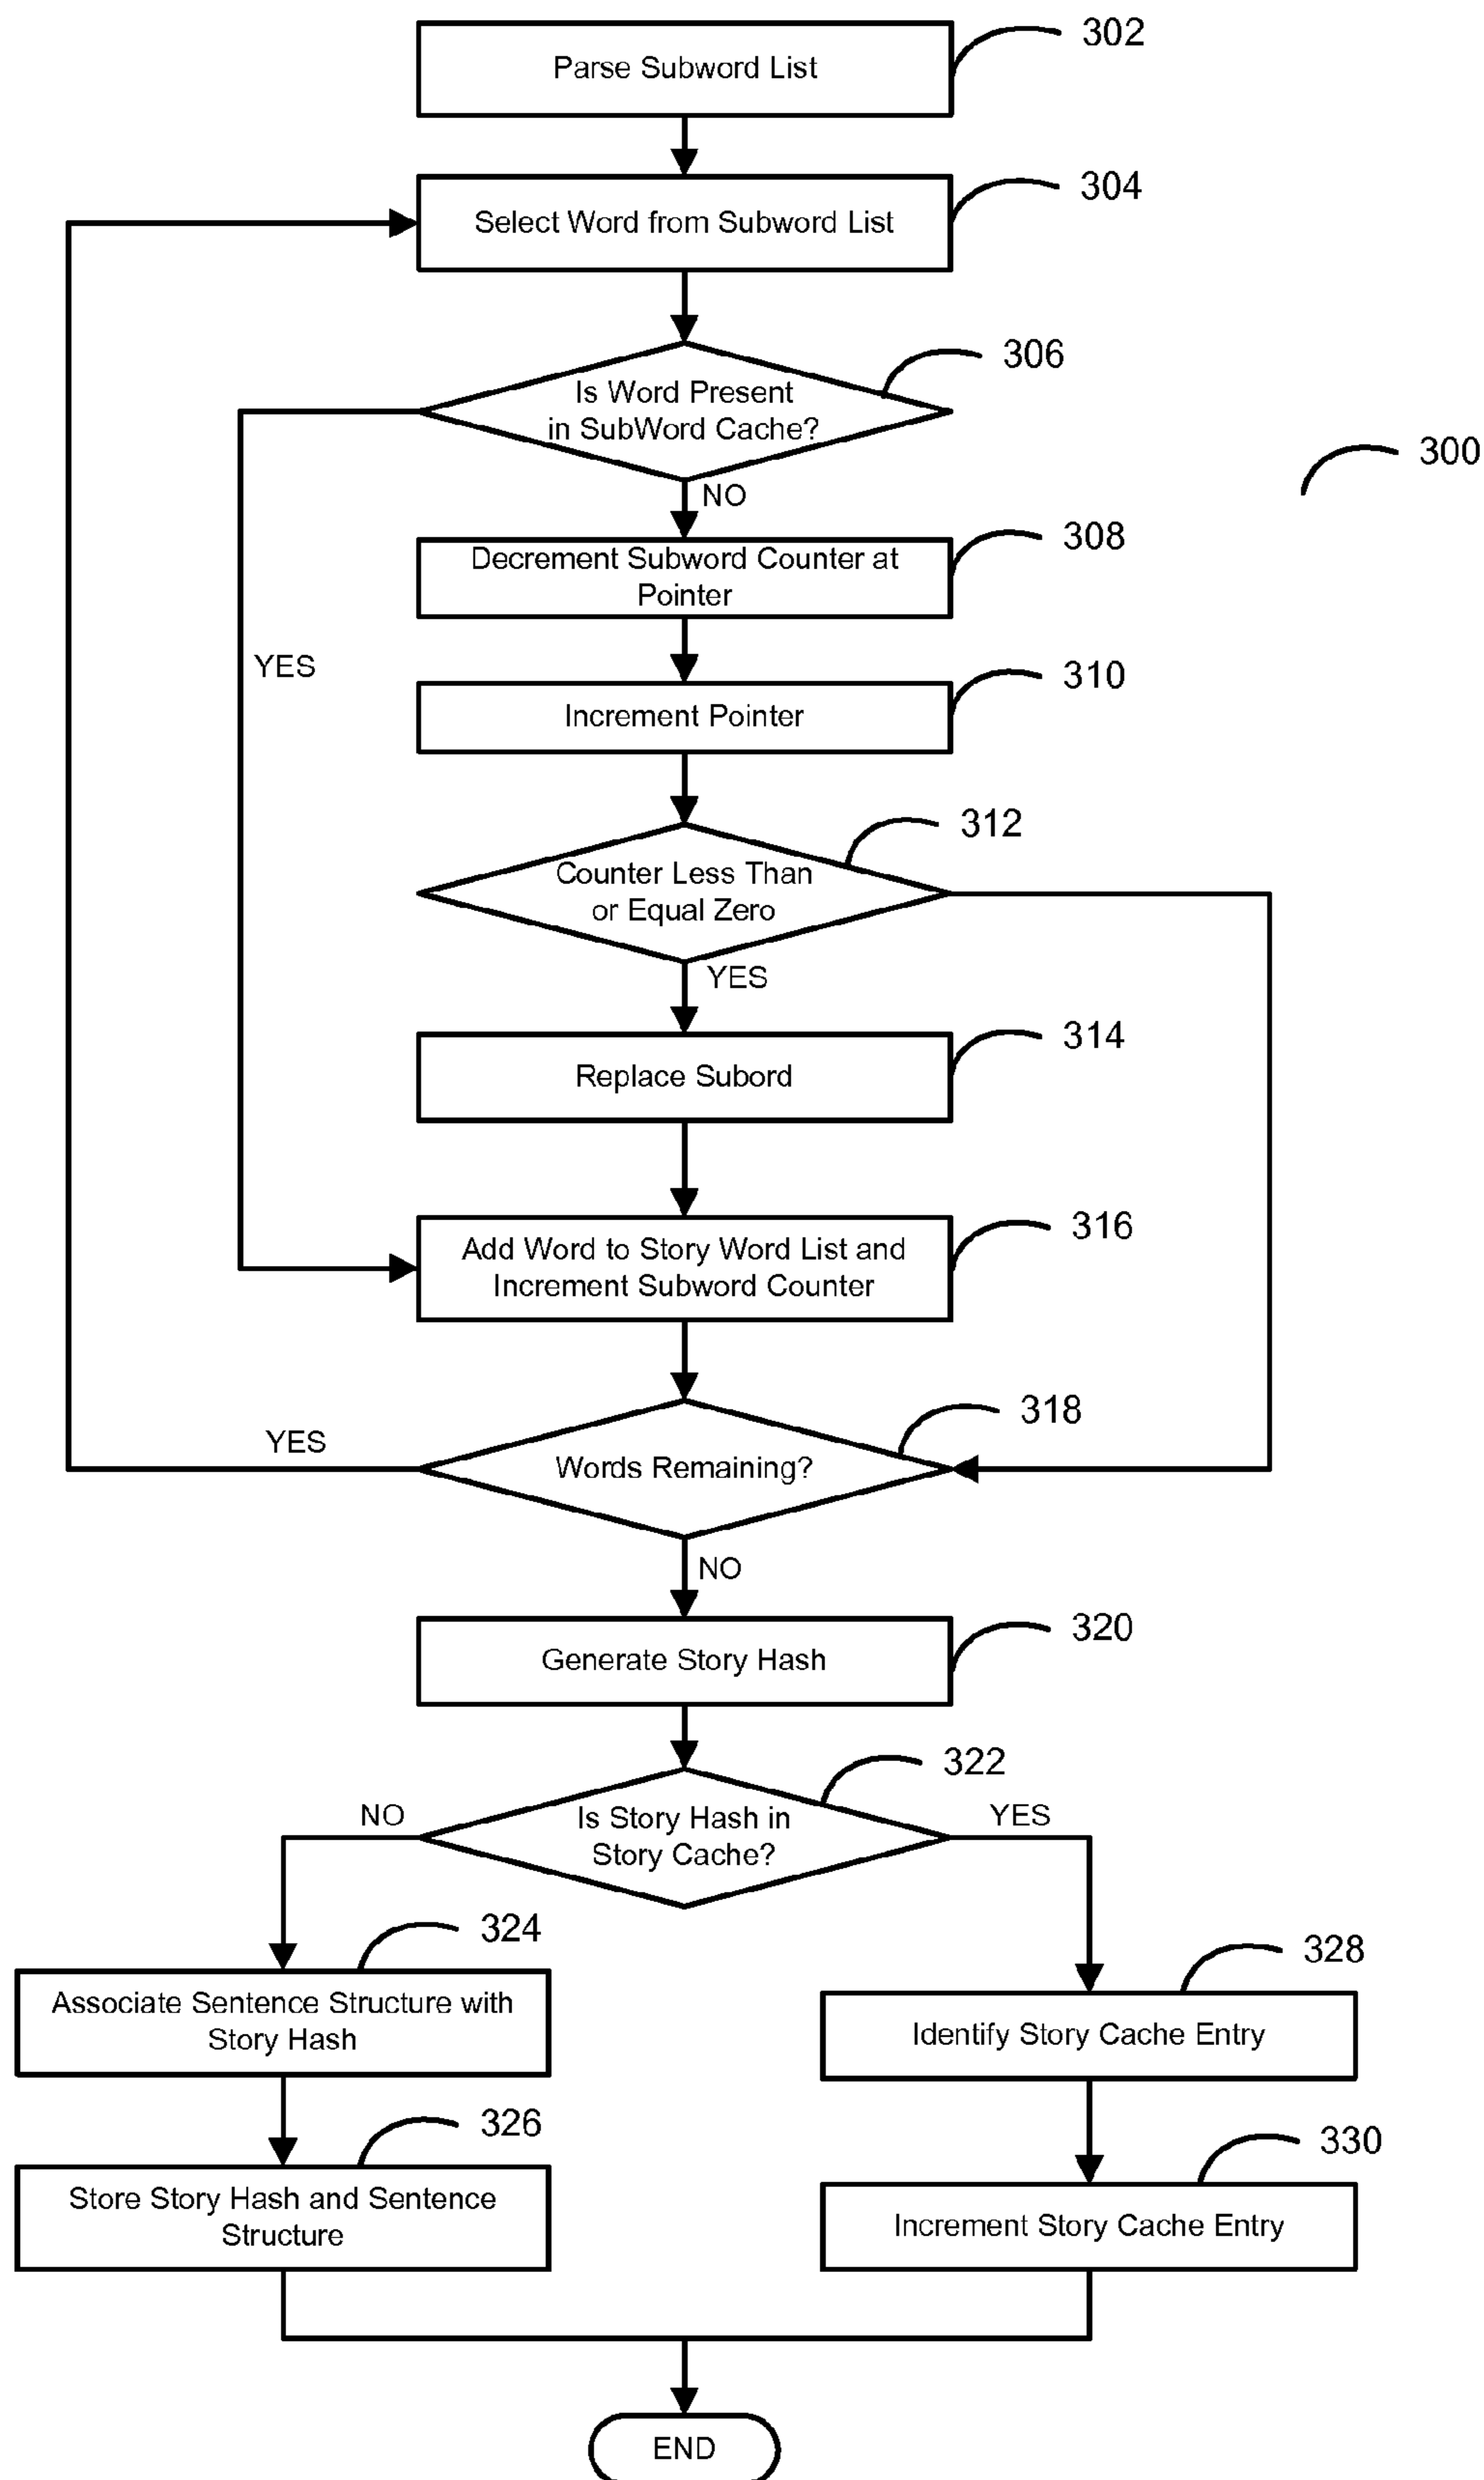 Parse Subword List
302
Select Word from Subword List
304
Is Word Present
in SubWord Cache?
306
300
NO
Decrement Subword Counter at
Pointer
308
YES
Increment Pointer
310
Counter Less Than
or Equal Zero
312
YES
Replace Subord
314
Add Word to Story Word List and
Increment Subword Counter
316
YES
Words Remaining?
318
NO
Generate Story Hash
320
Is Story Hash in
Story Cache?
322
NO
YES
Associate Sentence Structure with
Story Hash
324
Identify Story Cache Entry
328
Store Story Hash and Sentence
Structure
326
Increment Story Cache Entry
330
END